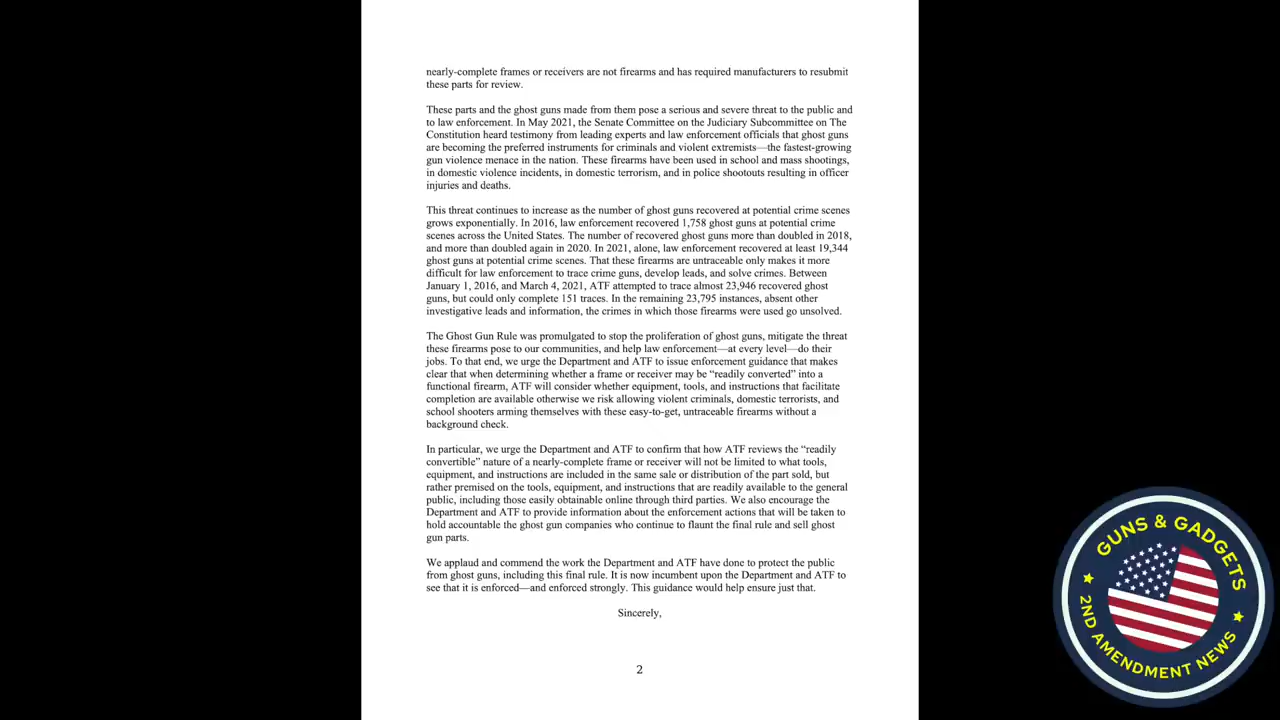 nearly-complete frames or receivers are not firearms and has required manufacturers to resubmit
these parts for review.
These parts and the ghost guns made from them pose a serious and severe threat to the public and
to law enforcement. In May 2021, the Senate Committee on the Judiciary Subcommittee on The
Constitution heard testimony from leading experts and law enforcement officials that ghost guns
are becoming the preferred instruments for criminals and violent extremists—the fastest-growing
gun violence menace in the nation. These firearms have been used in school and mass shootings,
in domestic violence incidents, in domestic terrorism, and in police shootouts resulting in officer
injuries and deaths.
This threat continues to increase as the number of ghost guns recovered at potential crime scenes
grows exponentially. In 2016, law enforcement recovered 1,758 ghost guns at potential crime
scenes across the United States. The number of recovered ghost guns more than doubled in 2018,
and more than doubled again in 2020. In 2021, alone, law enforcement recovered at least 19,344
ghost guns at potential crime scenes. That these firearms are untraceable only makes it more
difficult for law enforcement to trace crime guns, develop leads, and solve crimes. Between
January 1, 2016, and March 4, 2021, ATF attempted to trace almost 23,946 recovered ghost
guns, but could only complete 151 traces. In the remaining 23,795 instances, absent other
investigative leads and information, the crimes in which those firearms were used go unsolved.
The Ghost Gun Rule was promulgated to stop the proliferation of ghost guns, mitigate the threat
these firearms pose to our communities, and help law enforcement—at every level—do their
jobs. To that end, we urge the Department and ATF to issue enforcement guidance that makes
clear that when determining whether a frame or receiver may be “readily converted” into a
functional firearm, ATF will consider whether equipment, tools, and instructions that facilitate
completion are available otherwise we risk allowing violent criminals, domestic terrorists, and
school shooters arming themselves with these easy-to-get, untraceable firearms without a
background check.
In particular, we urge the Department and ATF to confirm that how ATF reviews the “readily
convertible” nature of a nearly-complete frame or receiver will not be limited to what tools,
equipment, and instructions are included in the same sale or distribution of the part sold, but
rather premised on the tools, equipment, and instructions that are readily available to the general
public, including those easily obtainable online through third parties. We also encourage the
Department and ATF to provide information about the enforcement actions that will be taken to
hold accountable the ghost gun companies who continue to flaunt the final rule and sell ghost
gun parts.
We applaud and commend the work the Department and ATF have done to protect the public
from ghost guns, including this final rule. It is now incumbent upon the Department and ATF to
see that it is enforced—and enforced strongly. This guidance would help ensure just that.
Sincerely,
2
GUNS & GADGETS
2ND AMENDMENT NEWS